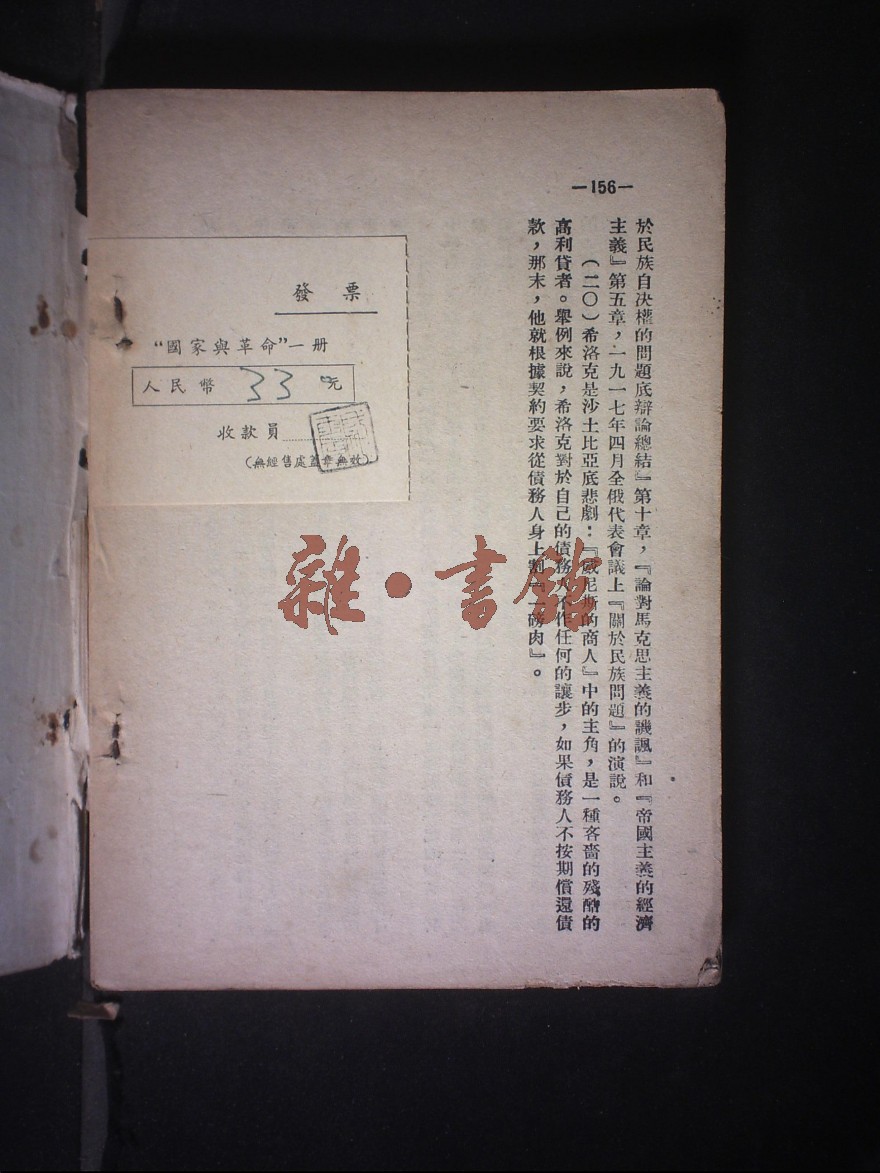 —156—
於民族自決權的問題底辯論總結』第十章，『論對馬克思主義的譏諷』和『帝國主義的經濟
主義』第五章，一九一七年四月全俄代表會議上『關於民族問題』的演說。
（二〇）希洛克是沙士比亞底悲劇：『威尼斯的商人』中的主角，是一種客嗇的殘酷的
高利貸者。舉例來說，希洛克對於自己的債務人不作任何的讓步，如果債務人不按期償還債
款，那末，他就根據契約要求從債務人身上割『一磅肉』。
發票
“國家與革命”一册
人民幣 33 元
收款員
(無經售處蓋章無效)
雜·書館